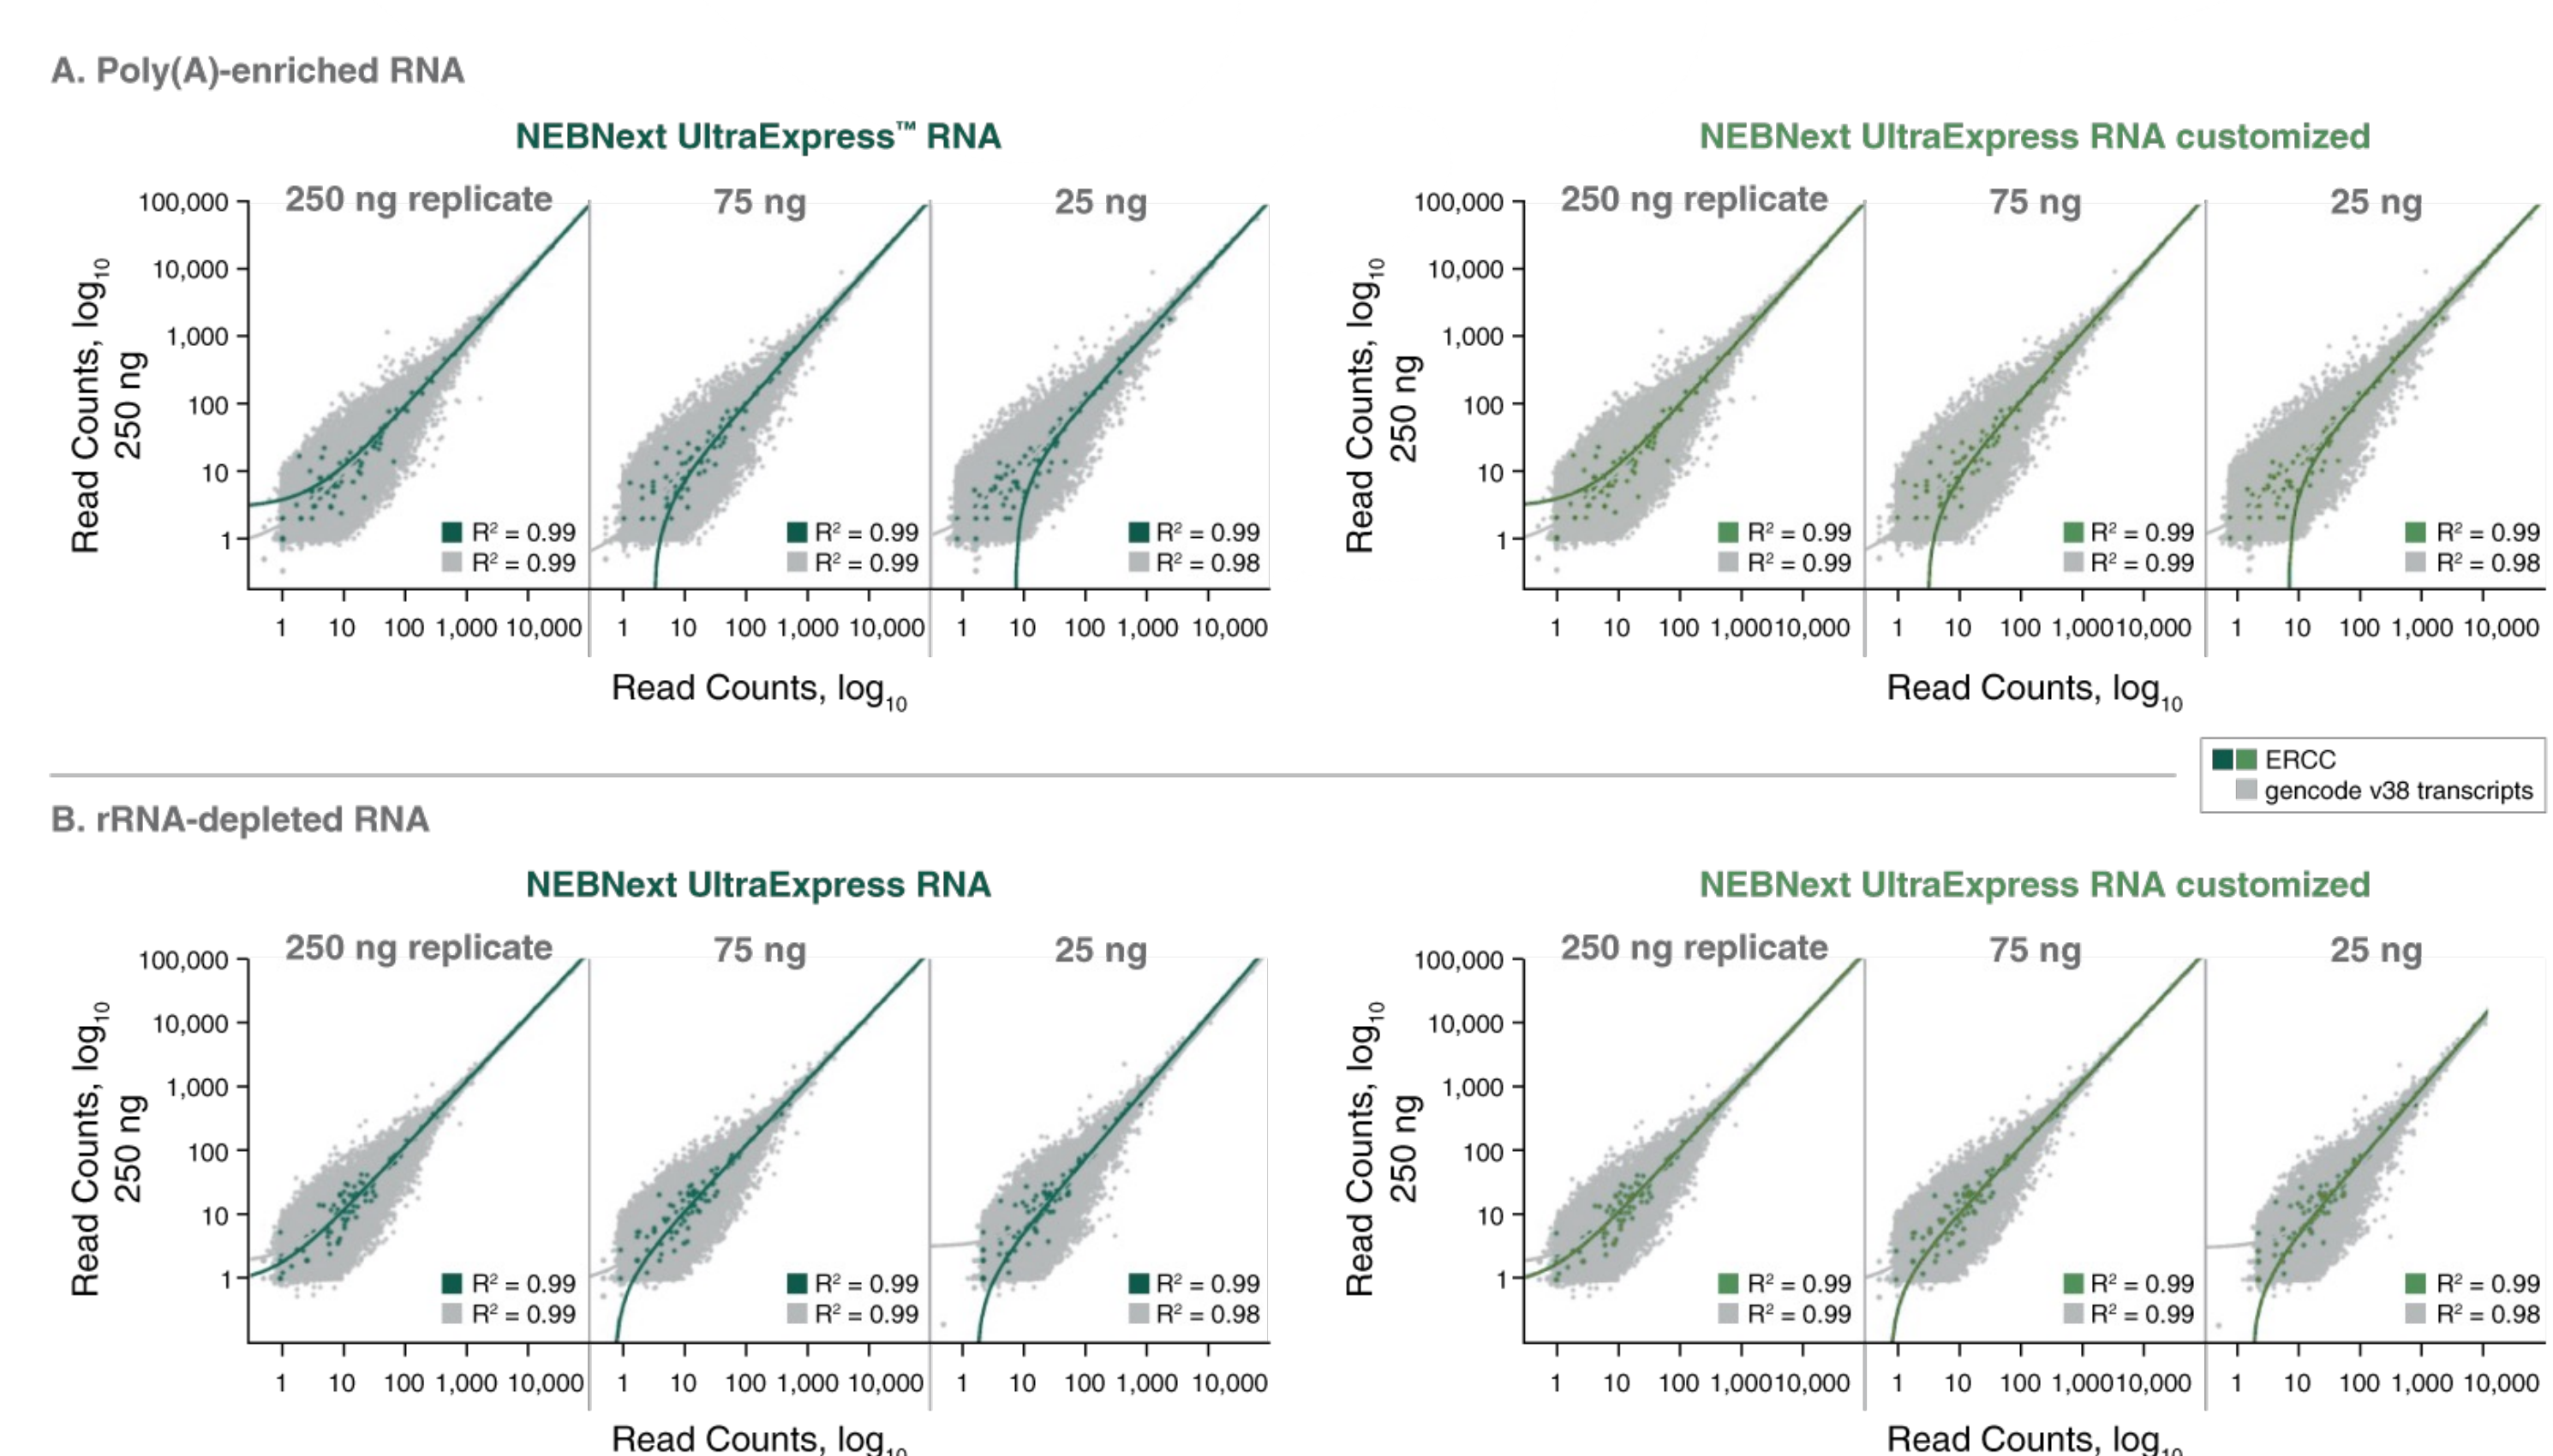 A. Poly(A)-enriched RNA
NEBNext UltraExpress™ RNA
250 ng replicate 75 ng 25 ng
Read Counts, log10
250 ng
100,000
10,000
1,000
100
10
1
R² = 0.99
R² = 0.99
R² = 0.99
R² = 0.99
R² = 0.99
R² = 0.98
1 10 100 1,000 10,000 1 10 100 1,000 10,000 1 10 100 1,000 10,000
Read Counts, log10
NEBNext UltraExpress RNA customized
250 ng replicate 75 ng 25 ng
Read Counts, log10
250 ng
100,000
10,000
1,000
100
10
1
R² = 0.99
R² = 0.99
R² = 0.99
R² = 0.99
R² = 0.99
R² = 0.98
1 10 100 1,000 10,000 1 10 100 1,000 10,000 1 10 100 1,000 10,000
Read Counts, log10
ERCC
gencode v38 transcripts
B. rRNA-depleted RNA
NEBNext UltraExpress RNA
250 ng replicate 75 ng 25 ng
Read Counts, log10
250 ng
100,000
10,000
1,000
100
10
1
R² = 0.99
R² = 0.99
R² = 0.99
R² = 0.99
R² = 0.99
R² = 0.98
1 10 100 1,000 10,000 1 10 100 1,000 10,000 1 10 100 1,000 10,000
Read Counts, log10
NEBNext UltraExpress RNA customized
250 ng replicate 75 ng 25 ng
Read Counts, log10
250 ng
100,000
10,000
1,000
100
10
1
R² = 0.99
R² = 0.99
R² = 0.99
R² = 0.99
R² = 0.99
R² = 0.98
1 10 100 1,000 10,000 1 10 100 1,000 10,000 1 10 100 1,000 10,000
Read Counts, log10